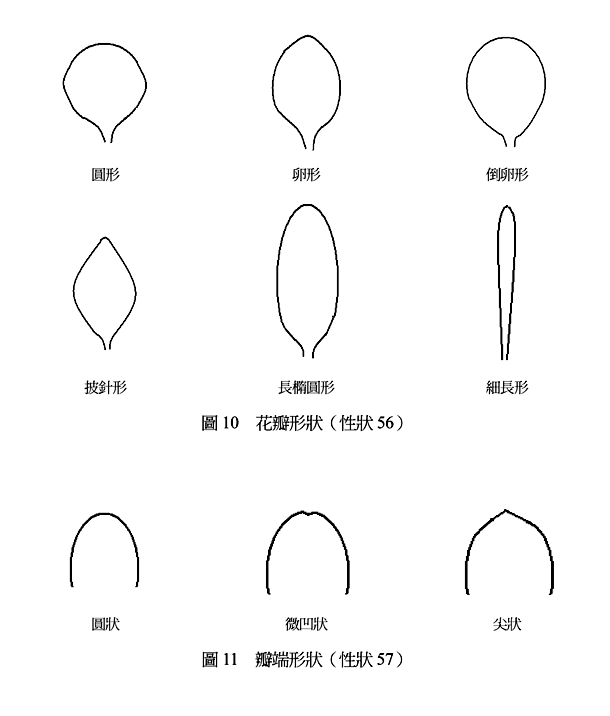 圓形 卵形 倒卵形
披針形 長橢圓形 細長形
圖 10 花瓣形狀（性狀 56）
圓狀 微凹狀 尖狀
圖 11 瓣端形狀（性狀 57）